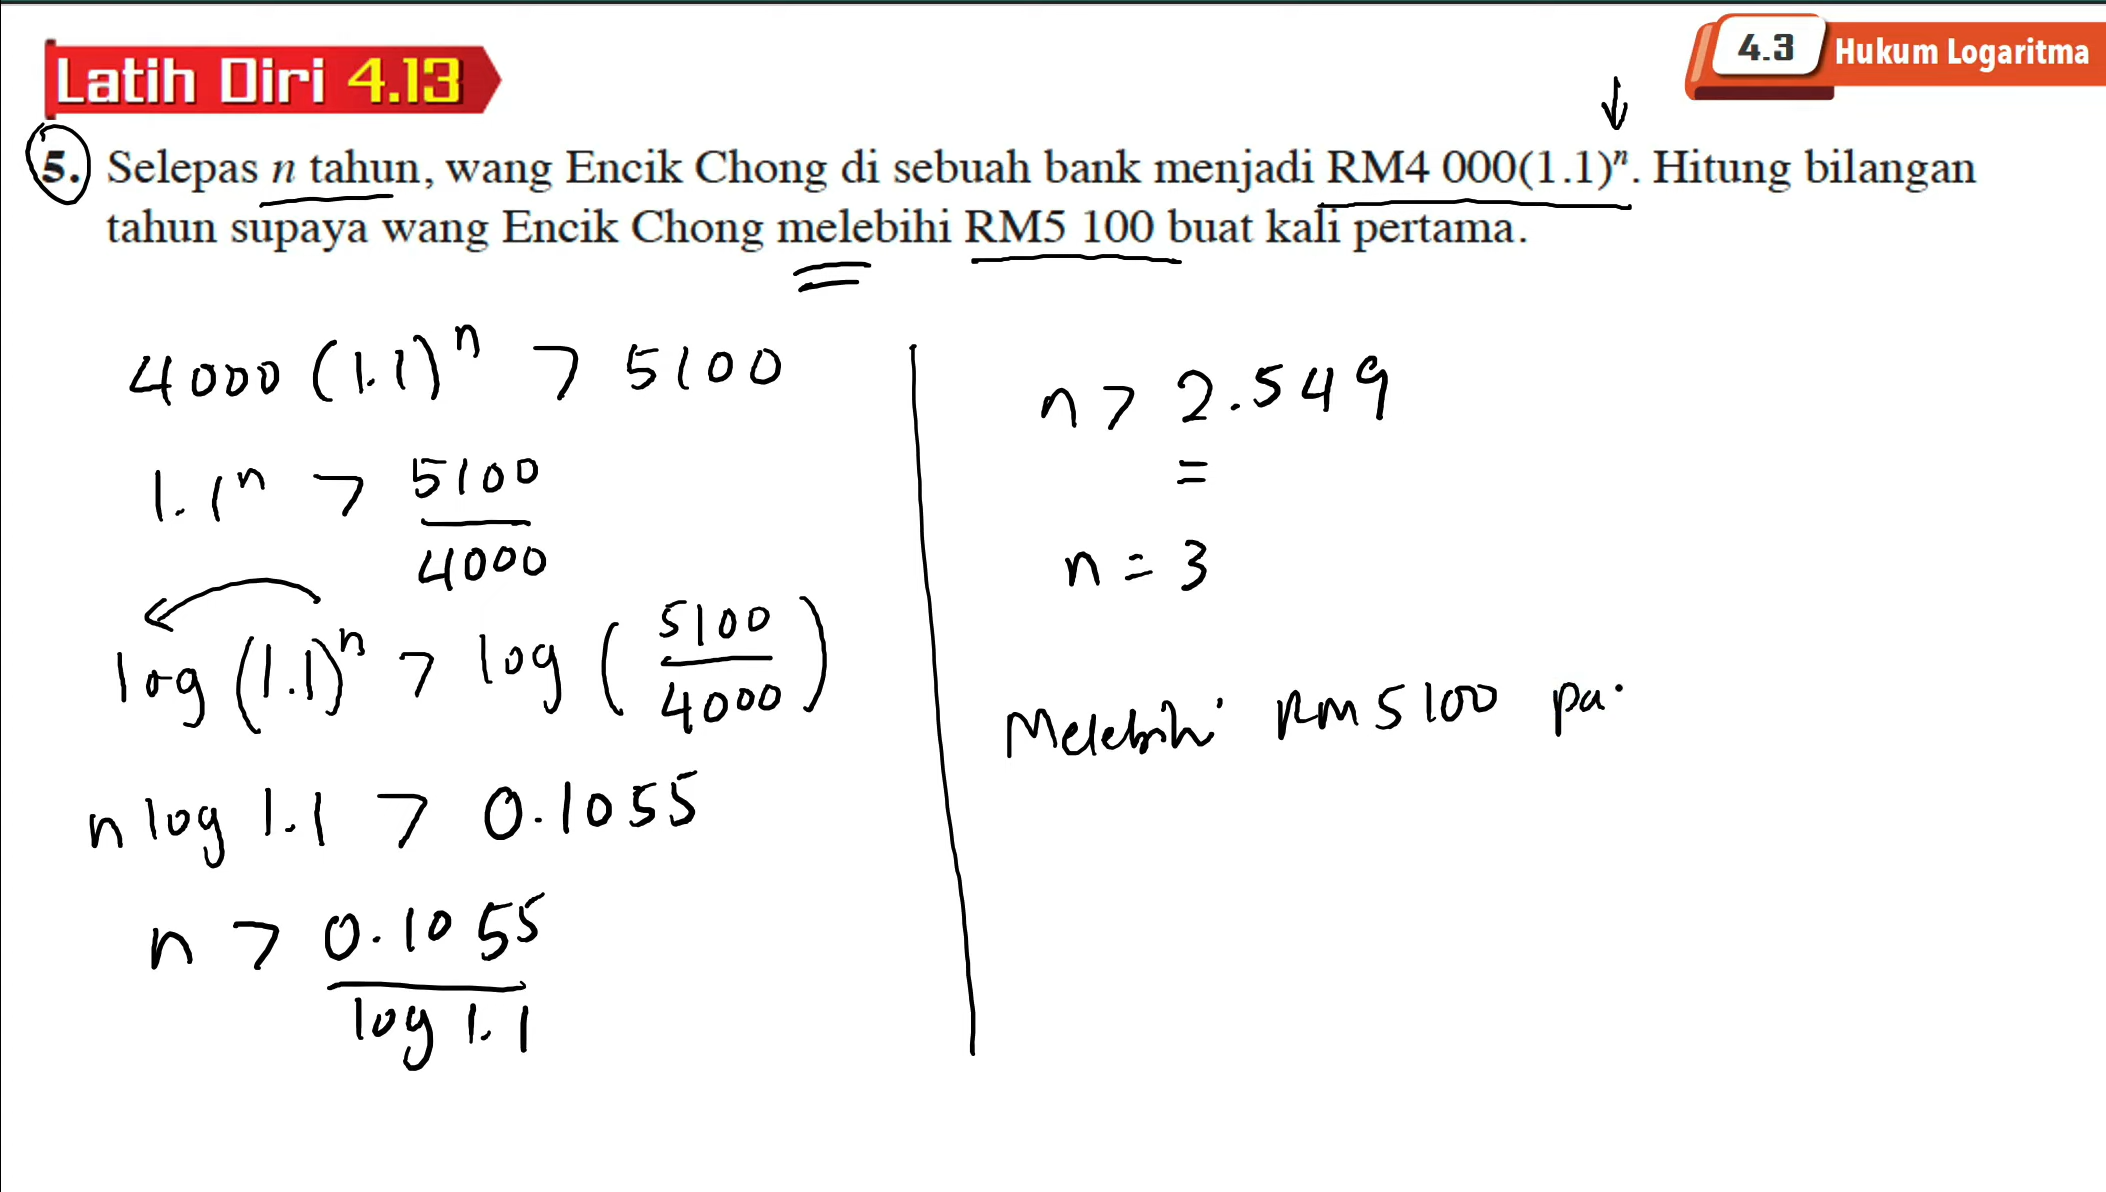 4.3 Hukum Logaritma
Latih Diri 4.13
5. Selepas n tahun, wang Encik Chong di sebuah bank menjadi RM4 000(1.1)ⁿ. Hitung bilangan
tahun supaya wang Encik Chong melebihi RM5 100 buat kali pertama.
4000 (1.1)ⁿ > 5100
1.1ⁿ > 5100/4000
log (1.1)ⁿ > log (5100/4000)
n log 1.1 > 0.1055
n > 0.1055/log 1.1
n > 2.549
n = 3
Melebihi RM5100 pa